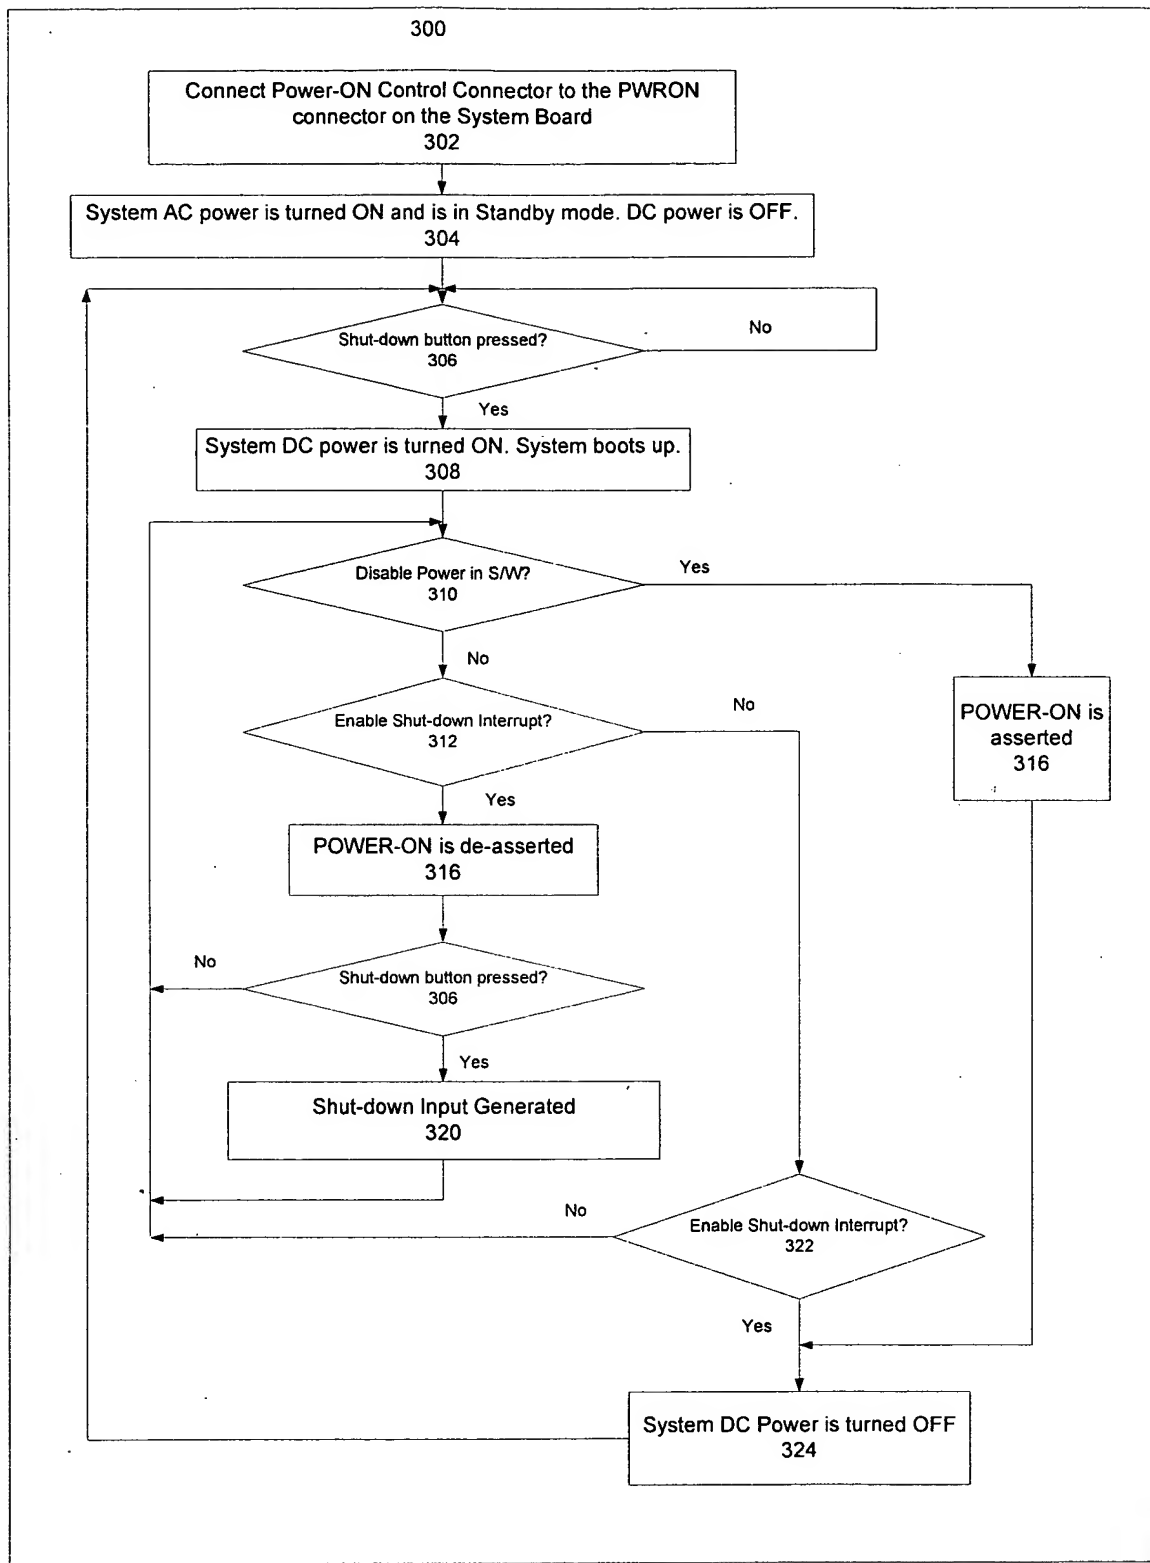 300
Connect Power-ON Control Connector to the PWRON
connector on the System Board
302
System AC power is turned ON and is in Standby mode. DC power is OFF.
304
Shut-down button pressed?
306
No
Yes
System DC power is turned ON. System boots up.
308
Disable Power in S/W?
310
Yes
No
Enable Shut-down Interrupt?
312
No
POWER-ON is
asserted
316
Yes
POWER-ON is de-asserted
316
Shut-down button pressed?
306
No
Yes
Shut-down Input Generated
320
Enable Shut-down Interrupt?
322
No
Yes
System DC Power is turned OFF
324